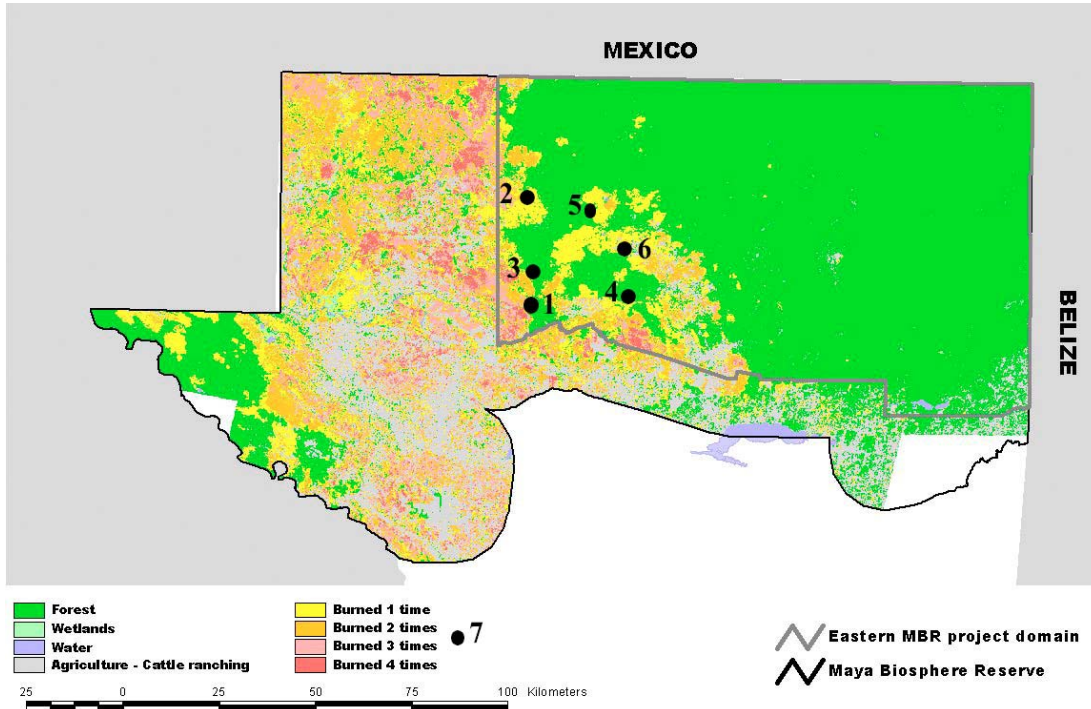 MEXICO
2
5
6
3
4
1
BELIZE
Forest
Wetlands
Water
Agriculture - Cattle ranching
Burned 1 time
Burned 2 times
Burned 3 times
Burned 4 times
7
Eastern MBR project domain
Maya Biosphere Reserve
25 0 25 50 75 100 Kilometers